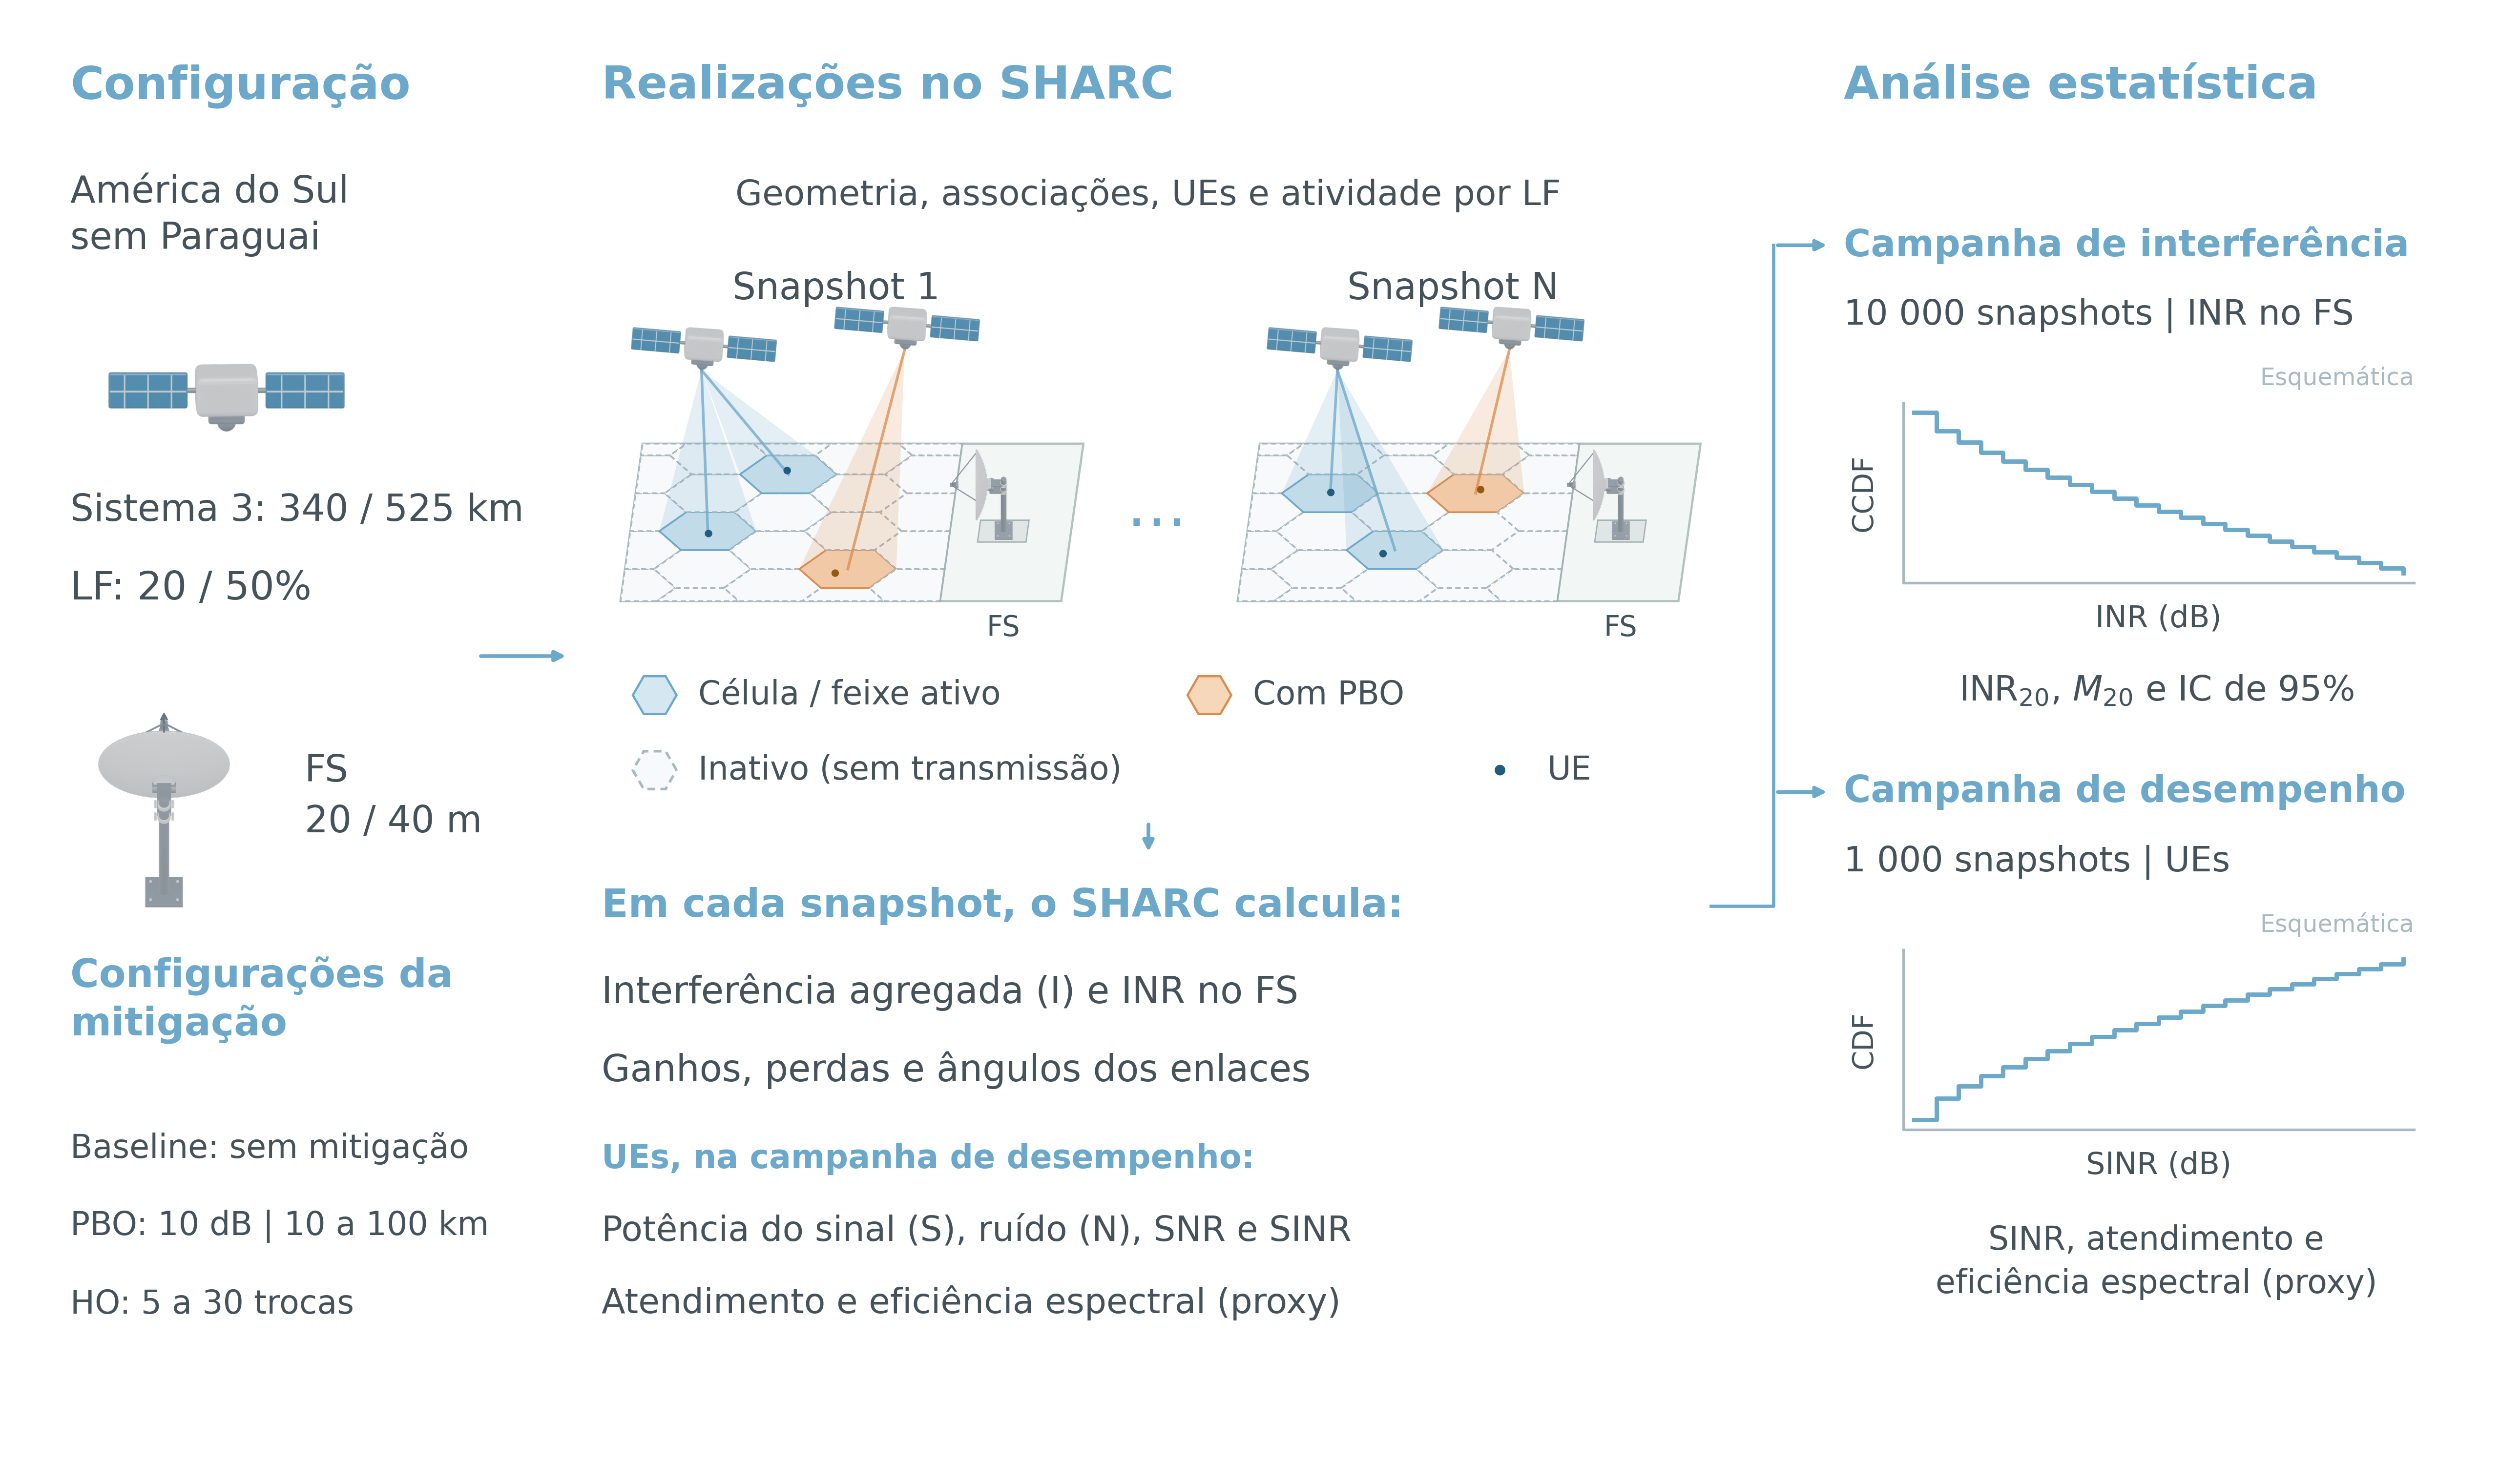 Configuração
América do Sul
sem Paraguai
Sistema 3: 340 / 525 km
LF: 20 / 50%
FS
20 / 40 m
Configurações da
mitigação
Baseline: sem mitigação
PBO: 10 dB | 10 a 100 km
HO: 5 a 30 trocas
Realizações no SHARC
Geometria, associações, UEs e atividade por LF
Snapshot 1
Snapshot N
...
FS
FS
Célula / feixe ativo
Com PBO
Inativo (sem transmissão)
UE
Em cada snapshot, o SHARC calcula:
Interferência agregada (I) e INR no FS
Ganhos, perdas e ângulos dos enlaces
UEs, na campanha de desempenho:
Potência do sinal (S), ruído (N), SNR e SINR
Atendimento e eficiência espectral (proxy)
Análise estatística
Campanha de interferência
10 000 snapshots | INR no FS
Esquemática
CCDF
INR (dB)
INR₂₀, M₂₀ e IC de 95%
Campanha de desempenho
1 000 snapshots | UEs
Esquemática
CDF
SINR (dB)
SINR, atendimento e
eficiência espectral (proxy)